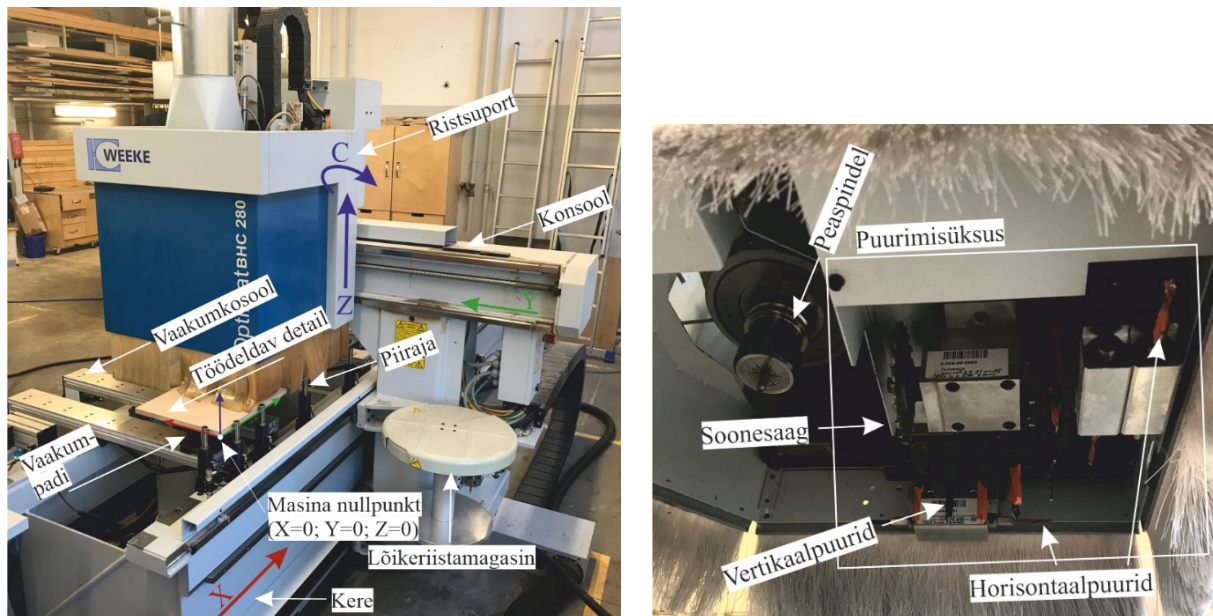 Ristsuport
WEEKE
C
Konsool
Optimat BHC 280
Z
Y
Vaakumkosool
Töödeldav detail
Piiraja
Vaakum-
padi
Masina nullpunkt
(X=0; Y=0; Z=0)
Lõikeriistamagasin
X
Kere
Peaspindel
Puurimisüksus
Soonesaag
Vertikaalpuurid
Horisontaalpuurid